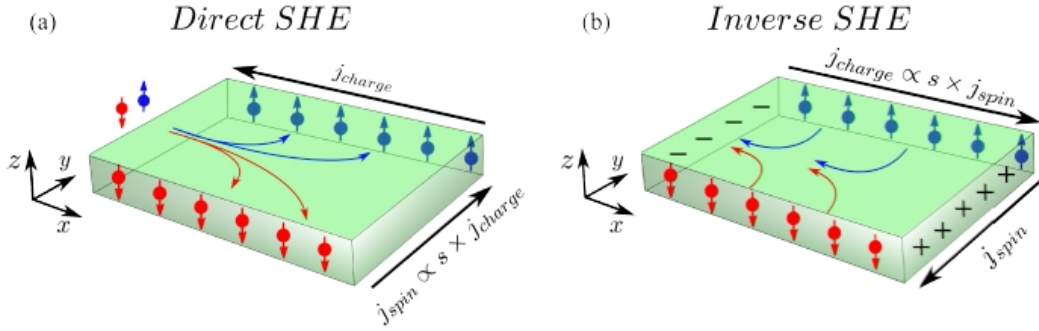 (a) Direct SHE
j_charge
z y
x
j_spin ∝ s × j_charge
(b) Inverse SHE
j_charge ∝ s × j_spin
− − − −
+ + + + + + +
z y
x
j_spin